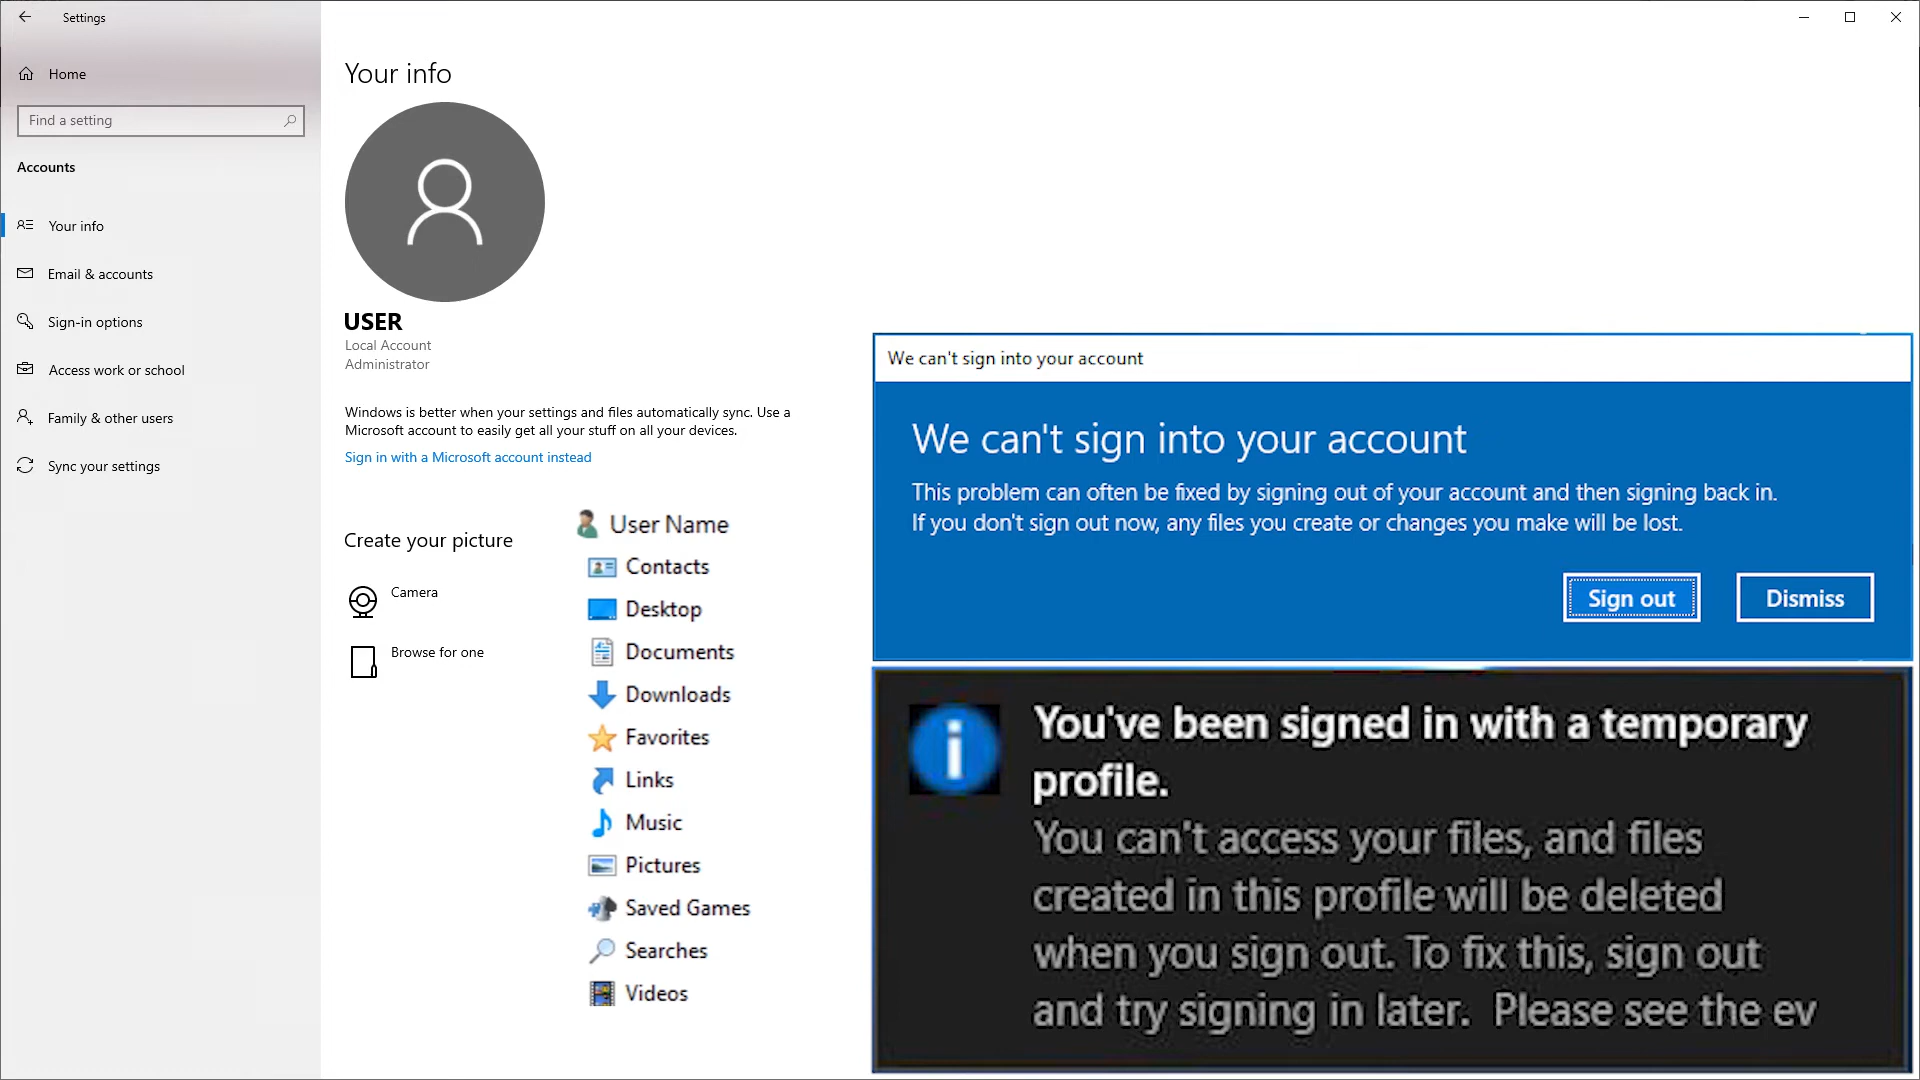 Settings
Home
Find a setting
Accounts
Your info
Email & accounts
Sign-in options
Access work or school
Family & other users
Sync your settings
Your info
USER
Local Account
Administrator
Windows is better when your settings and files automatically sync. Use a
Microsoft account to easily get all your stuff on all your devices.
Sign in with a Microsoft account instead
Create your picture
Camera
Browse for one
User Name
Contacts
Desktop
Documents
Downloads
Favorites
Links
Music
Pictures
Saved Games
Searches
Videos
We can't sign into your account
We can't sign into your account
This problem can often be fixed by signing out of your account and then signing back in.
If you don't sign out now, any files you create or changes you make will be lost.
Sign out
Dismiss
You've been signed in with a temporary
profile.
You can't access your files, and files
created in this profile will be deleted
when you sign out. To fix this, sign out
and try signing in later. Please see the ev